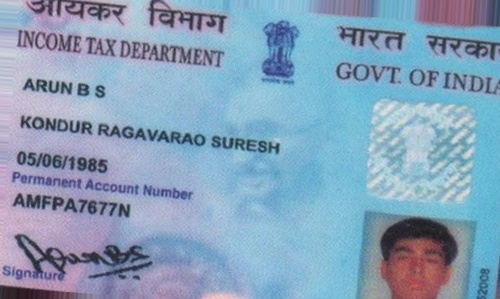 आयकर विभाग
INCOME TAX DEPARTMENT
भारत सरकार
GOVT. OF INDIA
ARUN B S
KONDUR RAGAVARAO SURESH
05/06/1985
Permanent Account Number
AMFPA7677N
Arun B S
Signature
2008